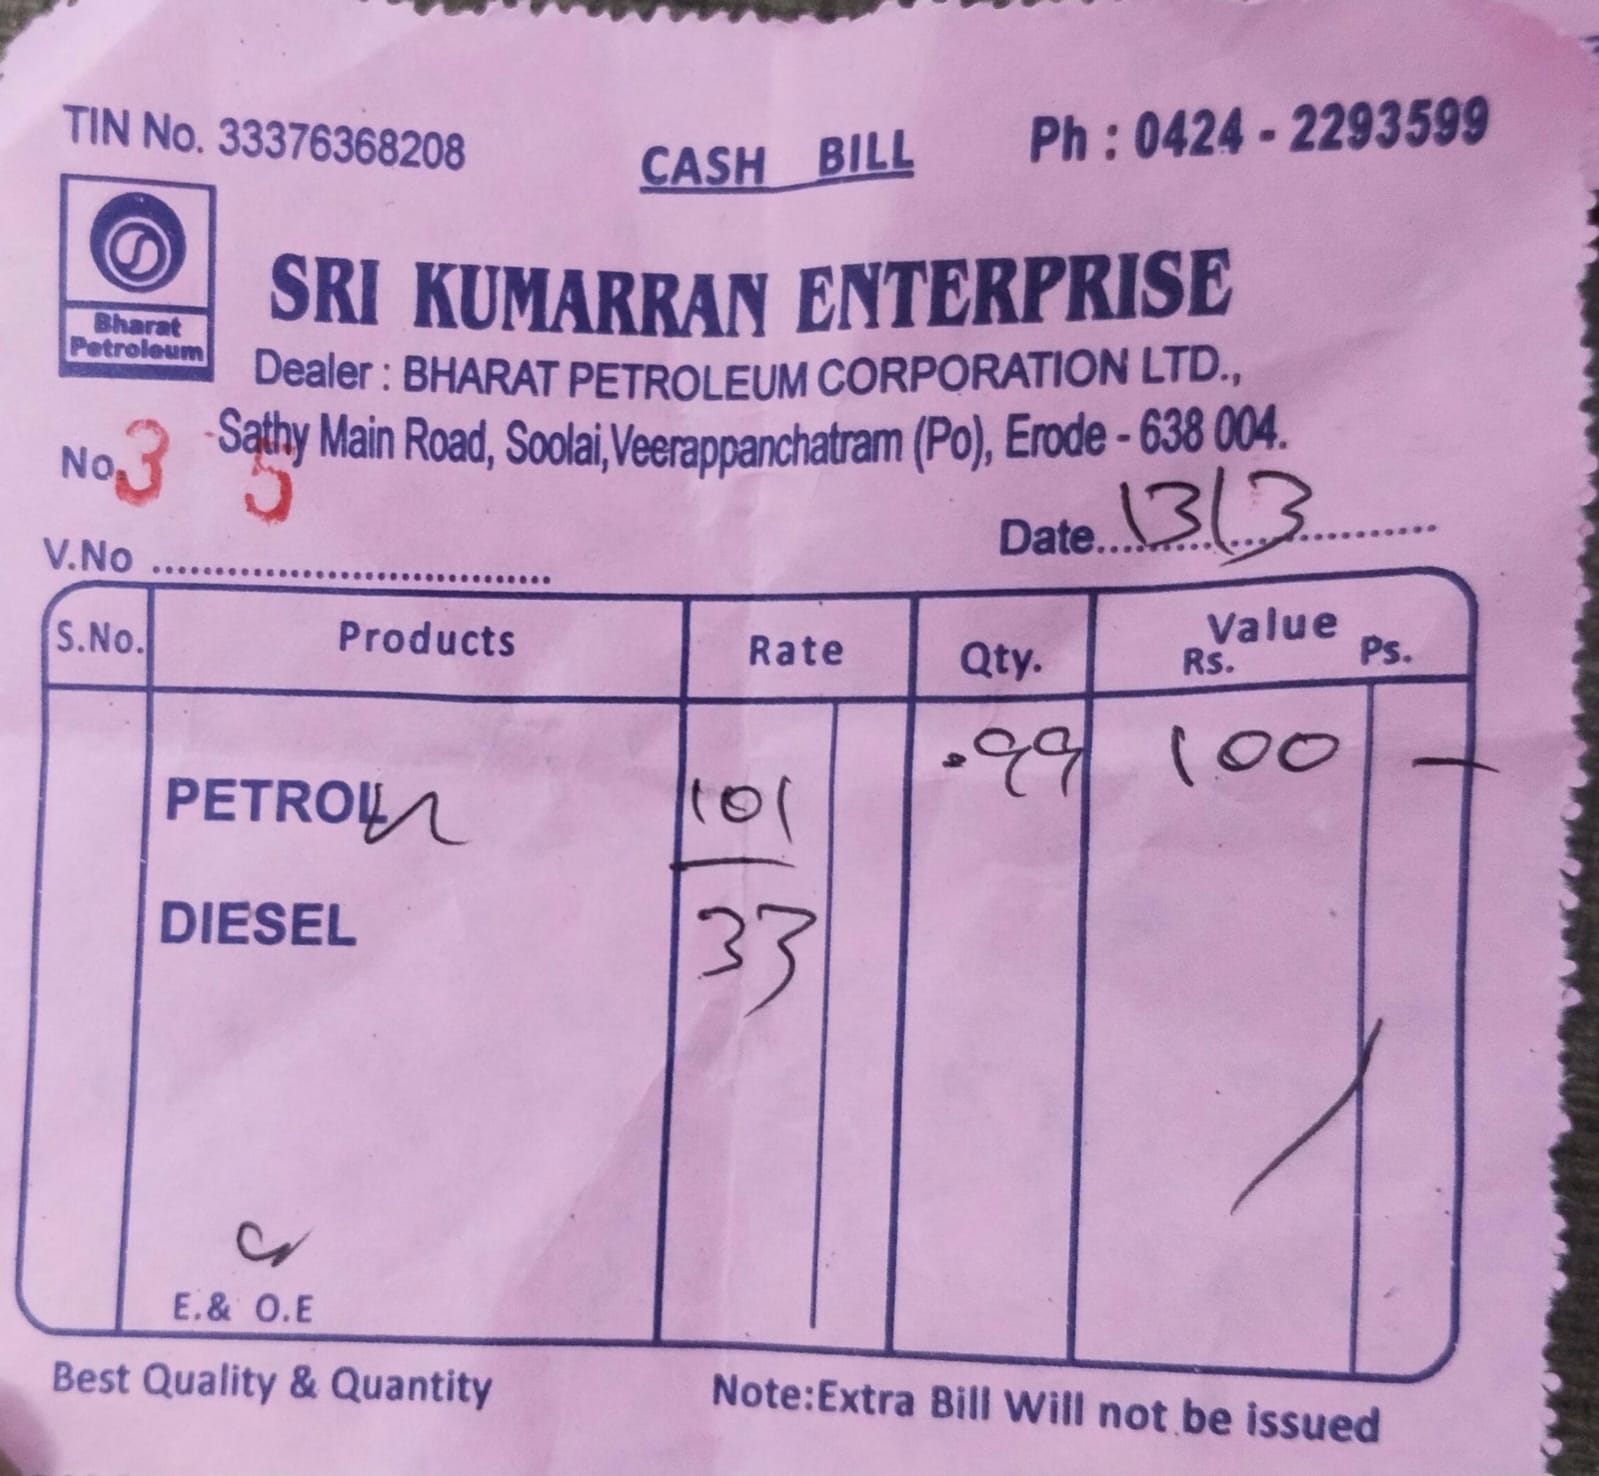 TIN No. 33376368208 CASH BILL Ph : 0424 - 2293599
Bharat
Petroleum
SRI KUMARRAN ENTERPRISE
Dealer : BHARAT PETROLEUM CORPORATION LTD.,
Sathy Main Road, Soolai, Veerappanchatram (Po), Erode - 638 004.
No. 3 5
Date 13/3
V.No
S.No. Products Rate Qty. Value
Rs. Ps.
PETROL 101 .99 100 —
DIESEL 33
E.& O.E
Best Quality & Quantity Note:Extra Bill Will not be issued